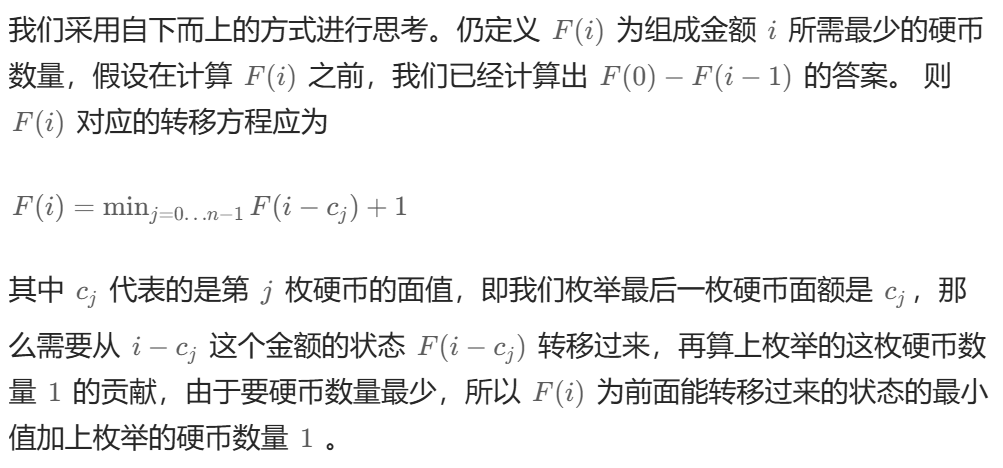 我们采用自下而上的方式进行思考。仍定义 F(i) 为组成金额 i 所需最少的硬币
数量，假设在计算 F(i) 之前，我们已经计算出 F(0) − F(i − 1) 的答案。 则
F(i) 对应的转移方程应为
F(i) = min_{j=0…n−1} F(i − c_j) + 1
其中 c_j 代表的是第 j 枚硬币的面值，即我们枚举最后一枚硬币面额是 c_j，那
么需要从 i − c_j 这个金额的状态 F(i − c_j) 转移过来，再算上枚举的这枚硬币数
量 1 的贡献，由于要硬币数量最少，所以 F(i) 为前面能转移过来的状态的最小
值加上枚举的硬币数量 1 。